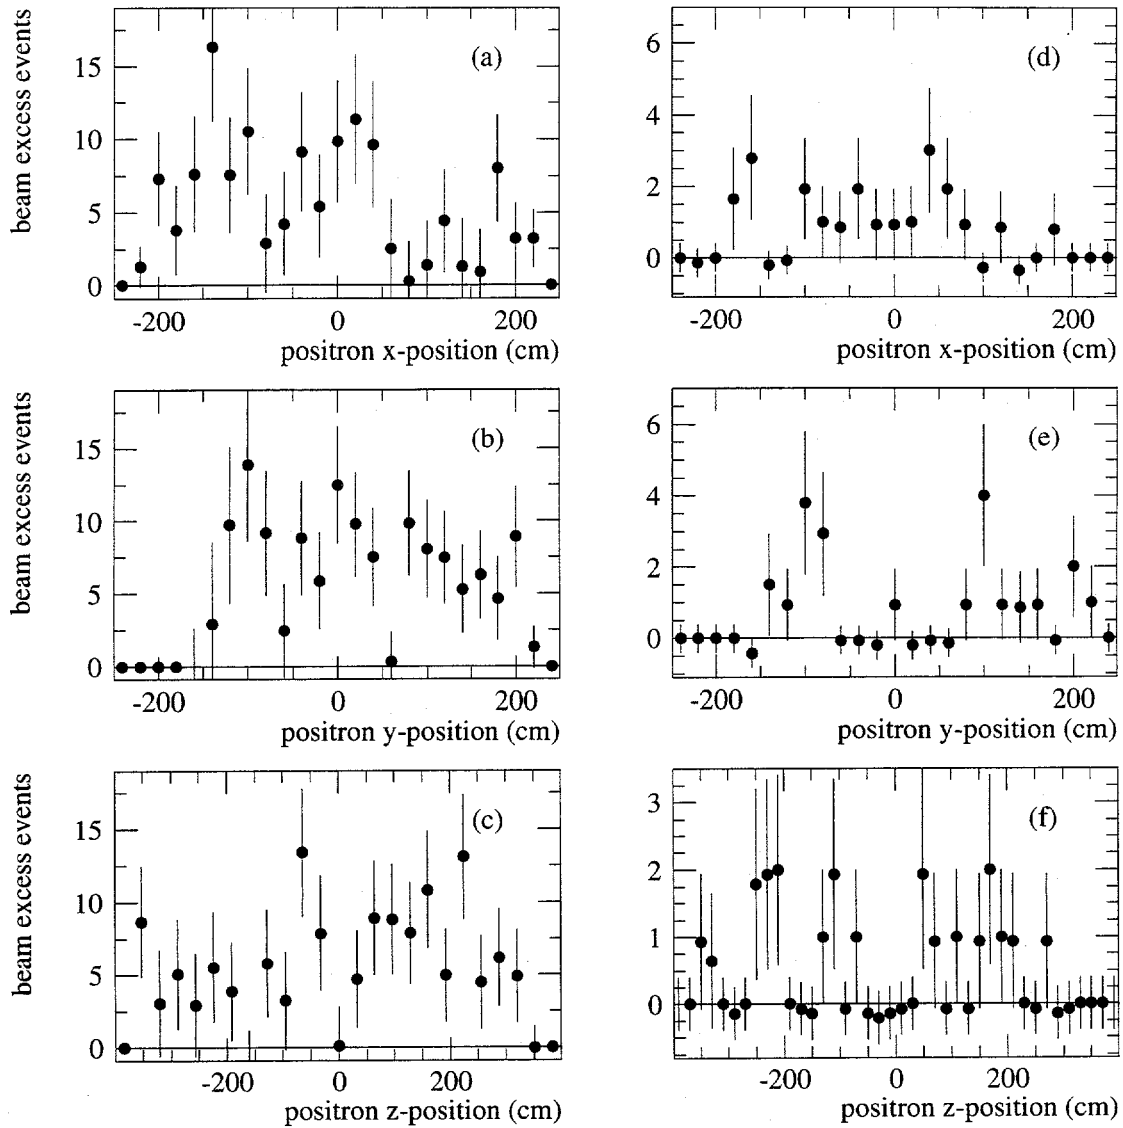 beam excess events
15
10
5
0
(a)
-200 0 200
positron x-position (cm)
6
4
2
0
(d)
-200 0 200
positron x-position (cm)
beam excess events
15
10
5
0
(b)
-200 0 200
positron y-position (cm)
6
4
2
0
(e)
-200 0 200
positron y-position (cm)
beam excess events
15
10
5
0
(c)
-200 0 200
positron z-position (cm)
3
2
1
0
(f)
-200 0 200
positron z-position (cm)